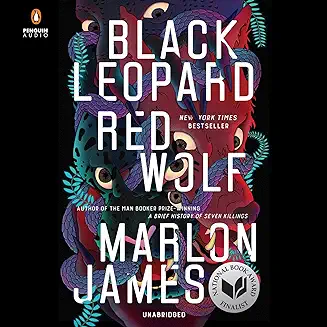 PENGUIN
AUDIO
BLACK
LEOPARD
NEW YORK TIMES
BESTSELLER
RED
WOLF
AUTHOR OF THE MAN BOOKER PRIZE–WINNING
A BRIEF HISTORY OF SEVEN KILLINGS
MARLON
JAMES
NATIONAL BOOK AWARD
FINALIST
UNABRIDGED